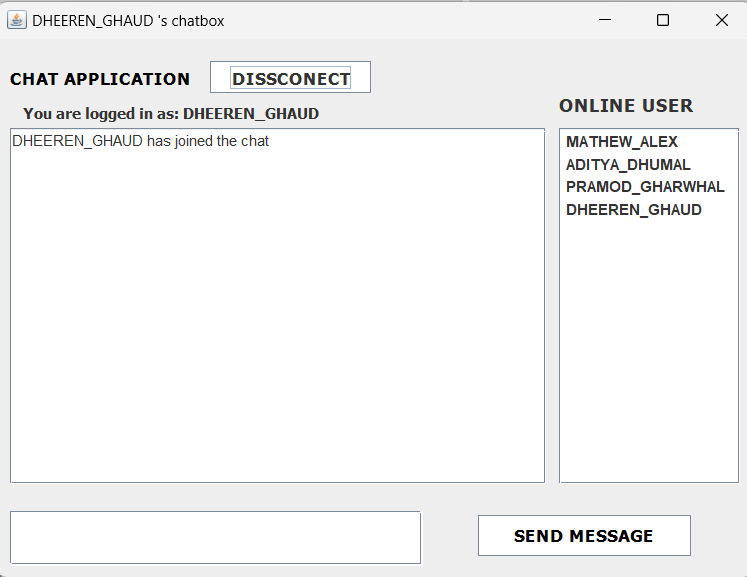 DHEEREN_GHAUD 's chatbox
CHAT APPLICATION
DISSCONECT
You are logged in as: DHEEREN_GHAUD
ONLINE USER
DHEEREN_GHAUD has joined the chat
MATHEW_ALEX
ADITYA_DHUMAL
PRAMOD_GHARWHAL
DHEEREN_GHAUD
SEND MESSAGE